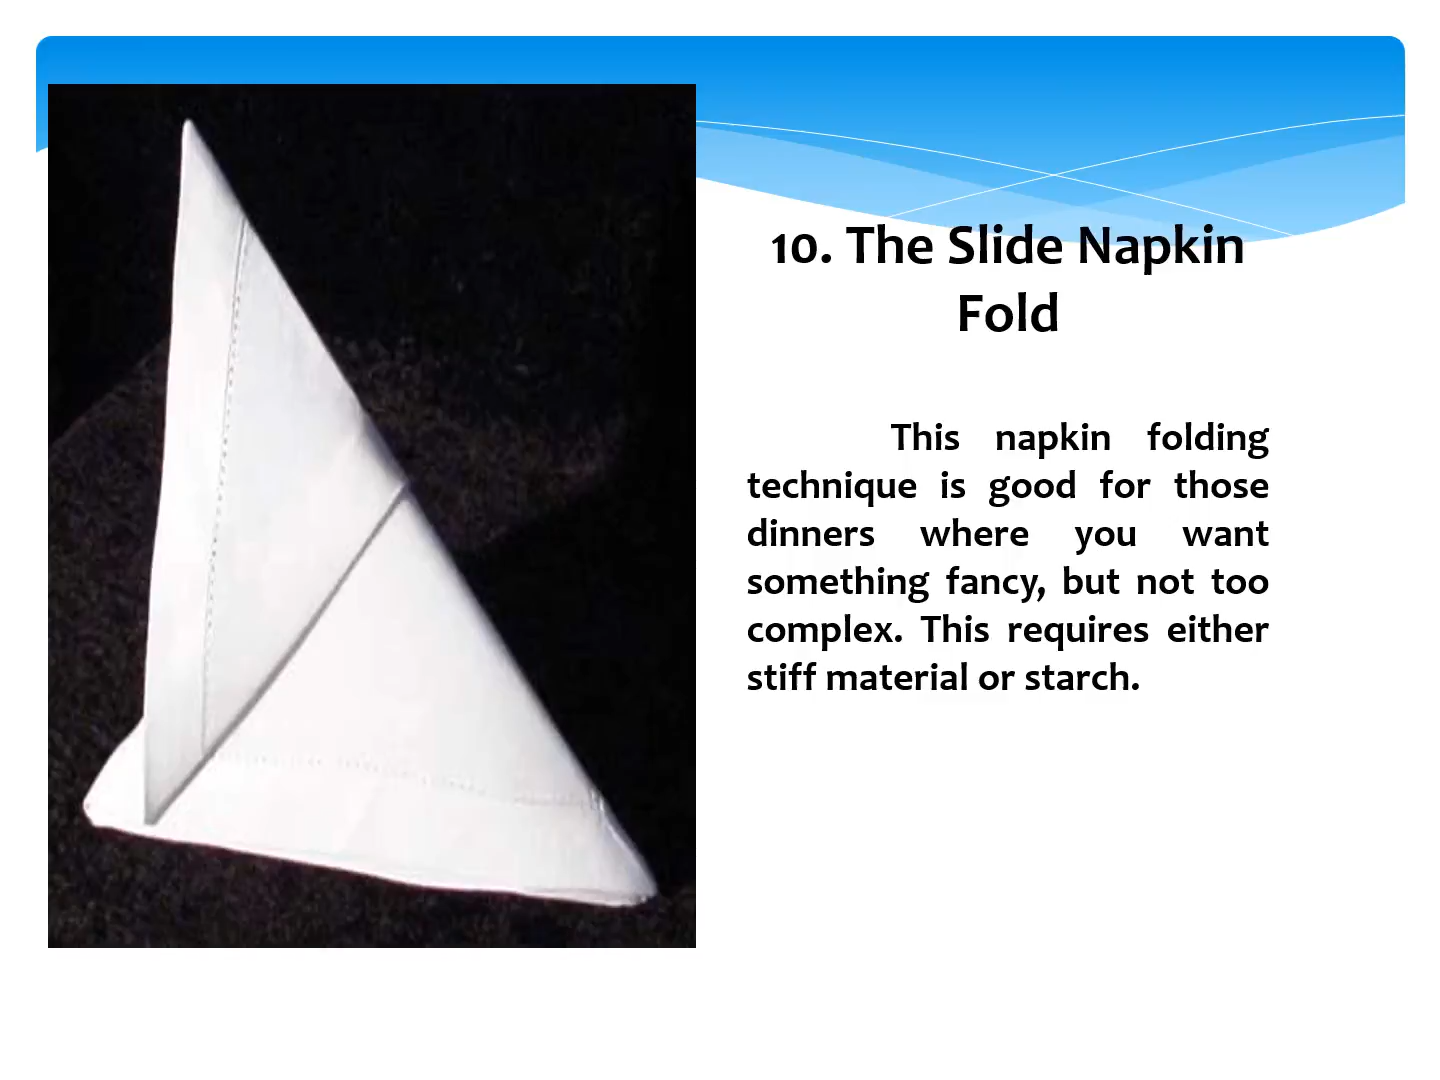 10. The Slide Napkin
Fold
This napkin folding
technique is good for those
dinners where you want
something fancy, but not too
complex. This requires either
stiff material or starch.